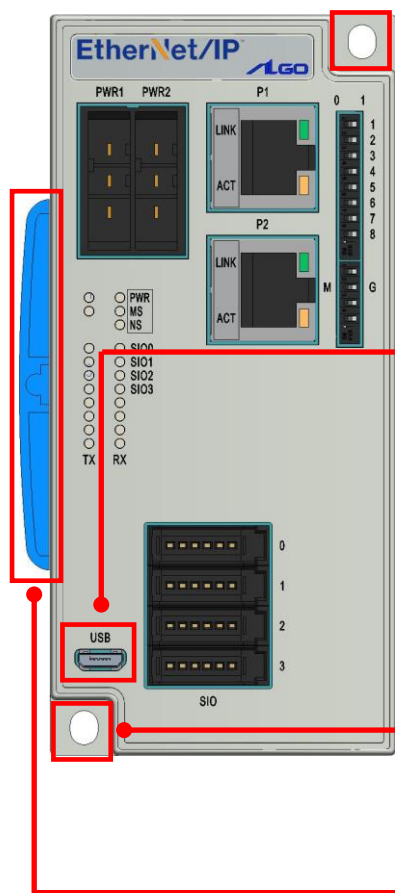 EtherNet/IP
ALGO
PWR1 PWR2
P1
0 1
LINK
ACT
1
2
3
4
5
6
7
8
P2
LINK
ACT
M
G
PWR
MS
NS
SIO0
SIO1
SIO2
SIO3
TX RX
0
1
2
3
USB
SIO